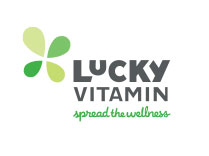 LUCKY
VITAMIN
spread the wellness